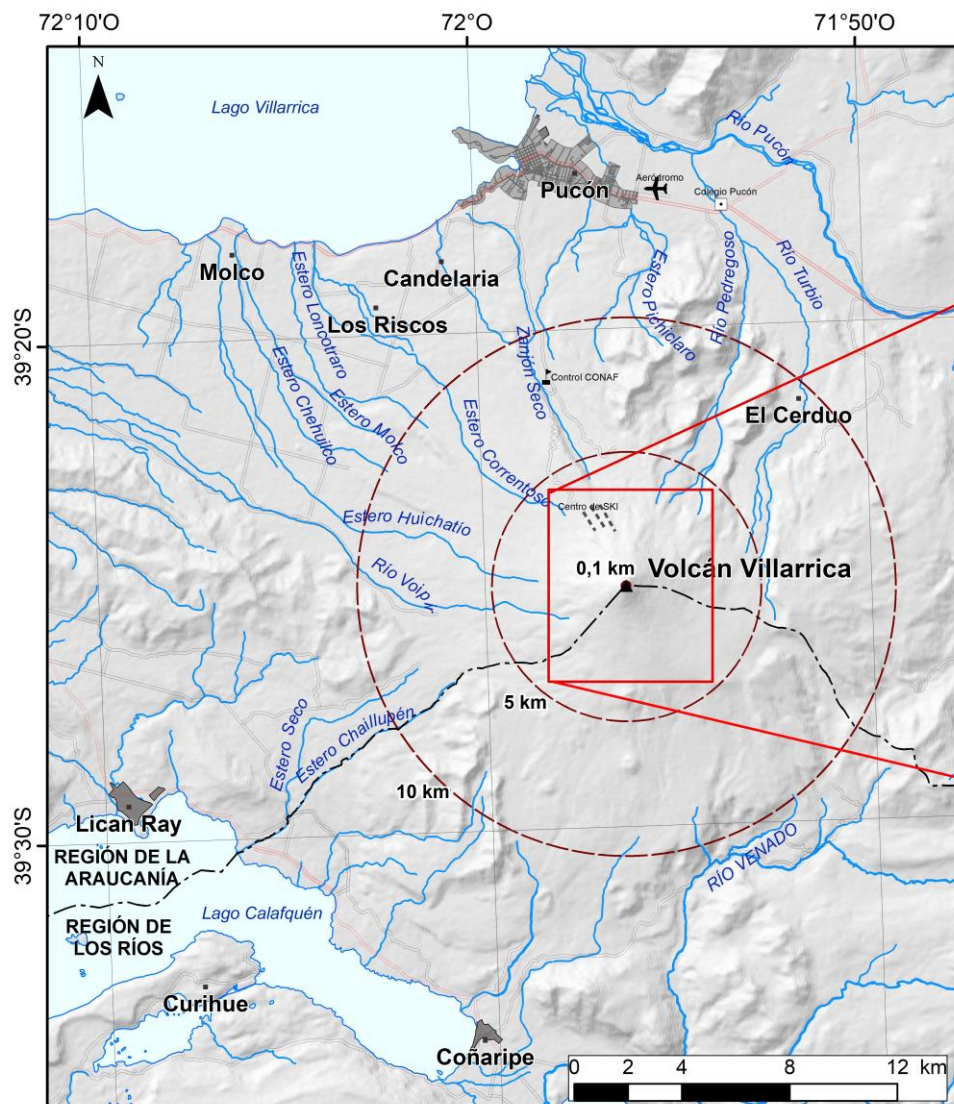 72°10'O
72°O
71°50'O
N
Lago Villarrica
Río Pucón
Aeródromo
Colegio Pucón
Pucón
Molco
Candelaria
Los Riscos
Estero Loncotraro
Estero Pichillclaro
Río Pedregoso
Río Turbio
39°20'S
Zanjón Seco
Control CONAF
El Cerduo
Estero Chehuilco
Estero Molco
Estero Correntoso
Centro de SKI
Estero Huichatio
0,1 km
Volcán Villarrica
Río Voip
5 km
Estero Seco
Estero Chaillupén
10 km
Lican Ray
39°30'S
REGIÓN DE LA
ARAUCANÍA
RÍO VENADO
Lago Calafquén
REGIÓN DE
LOS RÍOS
Curihue
Coñaripe
0 2 4 8 12 km